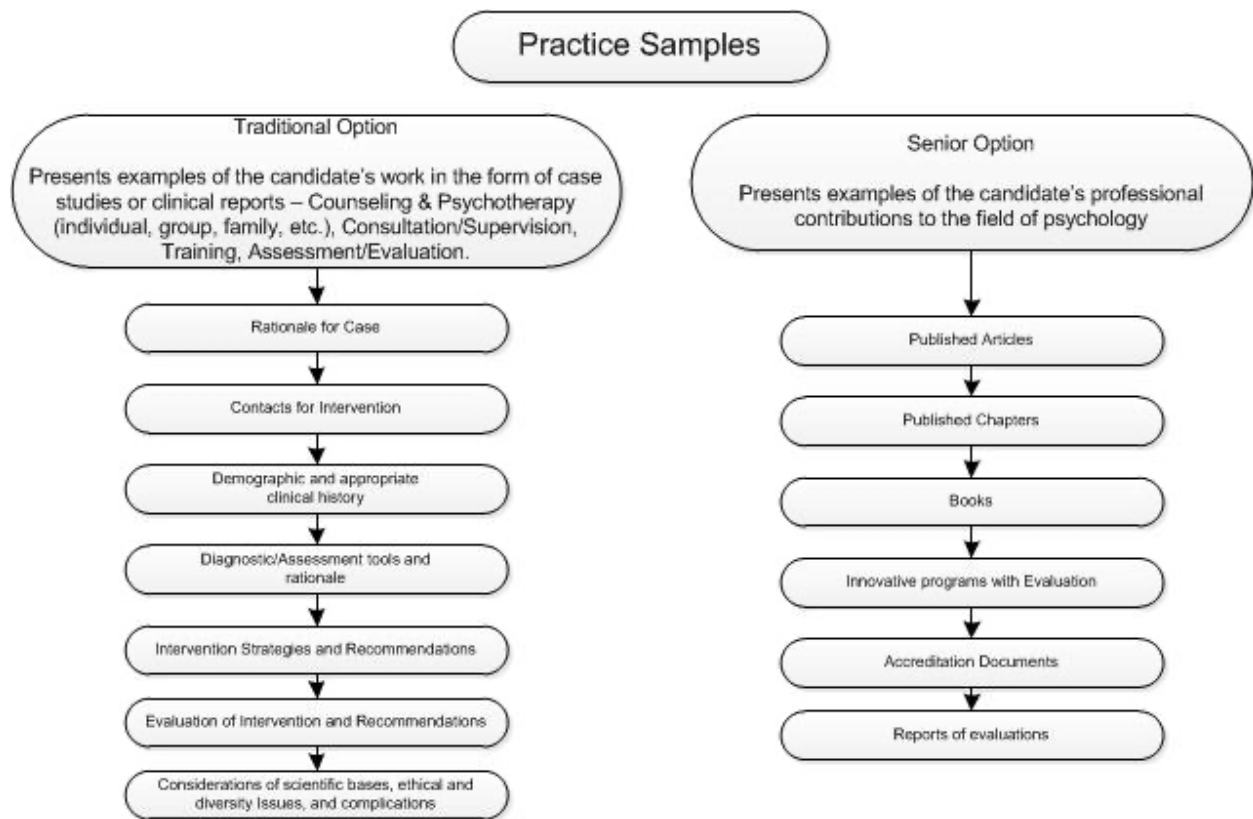 Practice Samples
Traditional Option
Presents examples of the candidate's work in the form of case
studies or clinical reports – Counseling & Psychotherapy
(individual, group, family, etc.), Consultation/Supervision,
Training, Assessment/Evaluation.
Rationale for Case
Contacts for Intervention
Demographic and appropriate
clinical history
Diagnostic/Assessment tools and
rationale
Intervention Strategies and Recommendations
Evaluation of Intervention and Recommendations
Considerations of scientific bases, ethical and
diversity Issues, and complications
Senior Option
Presents examples of the candidate's professional
contributions to the field of psychology
Published Articles
Published Chapters
Books
Innovative programs with Evaluation
Accreditation Documents
Reports of evaluations